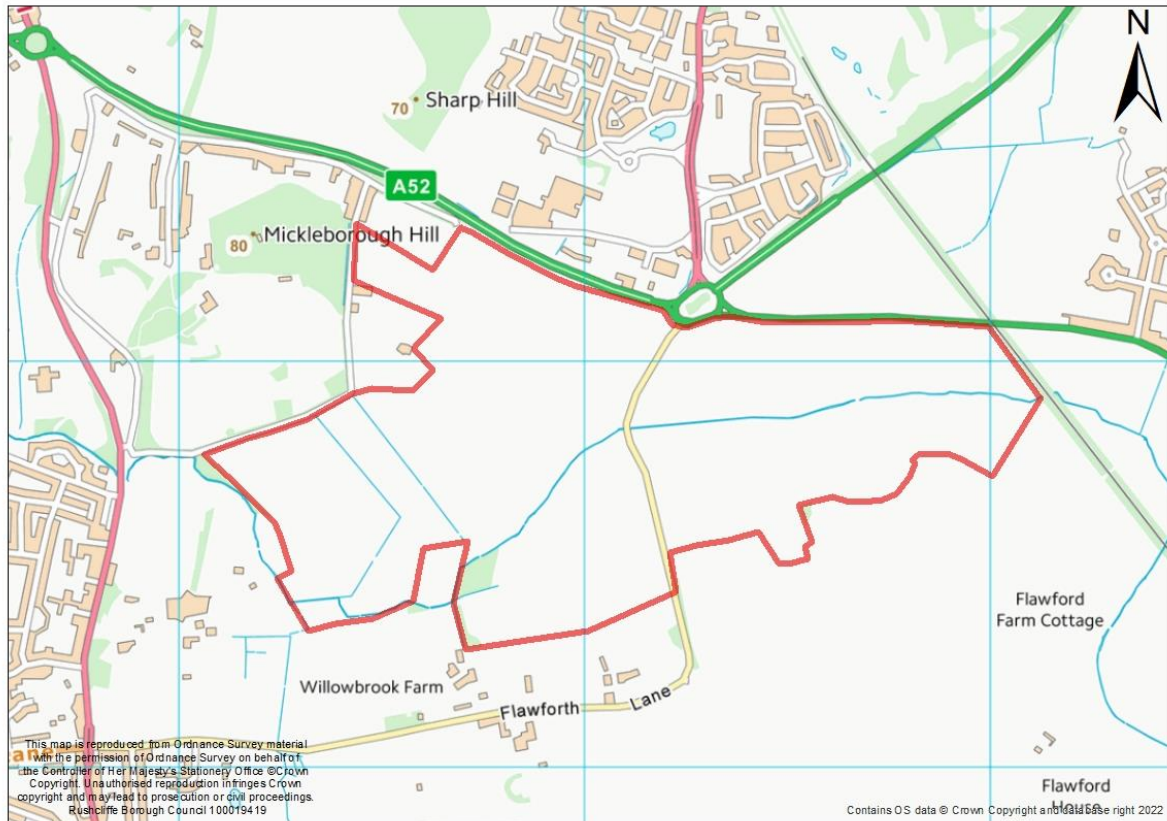 N
70 Sharp Hill
A52
80 Mickleborough Hill
Flawford
Farm Cottage
Willowbrook Farm
Flawforth Lane
This map is reproduced from Ordnance Survey material
with the permission of Ordnance Survey on behalf of
the Controller of Her Majesty's Stationery Office © Crown
Copyright. Unauthorised reproduction infringes Crown
copyright and may lead to prosecution or civil proceedings.
Rushcliffe Borough Council 100019419
Flawford
House
Contains OS data © Crown Copyright and database right 2022